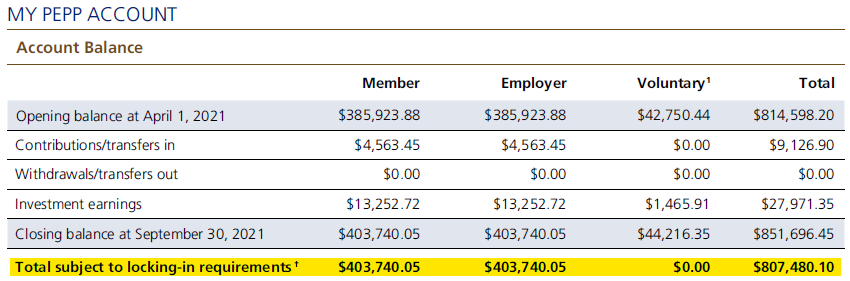 MY PEPP ACCOUNT
Account Balance
Member Employer Voluntary¹ Total
Opening balance at April 1, 2021 $385,923.88 $385,923.88 $42,750.44 $814,598.20
Contributions/transfers in $4,563.45 $4,563.45 $0.00 $9,126.90
Withdrawals/transfers out $0.00 $0.00 $0.00 $0.00
Investment earnings $13,252.72 $13,252.72 $1,465.91 $27,971.35
Closing balance at September 30, 2021 $403,740.05 $403,740.05 $44,216.35 $851,696.45
Total subject to locking-in requirements† $403,740.05 $403,740.05 $0.00 $807,480.10